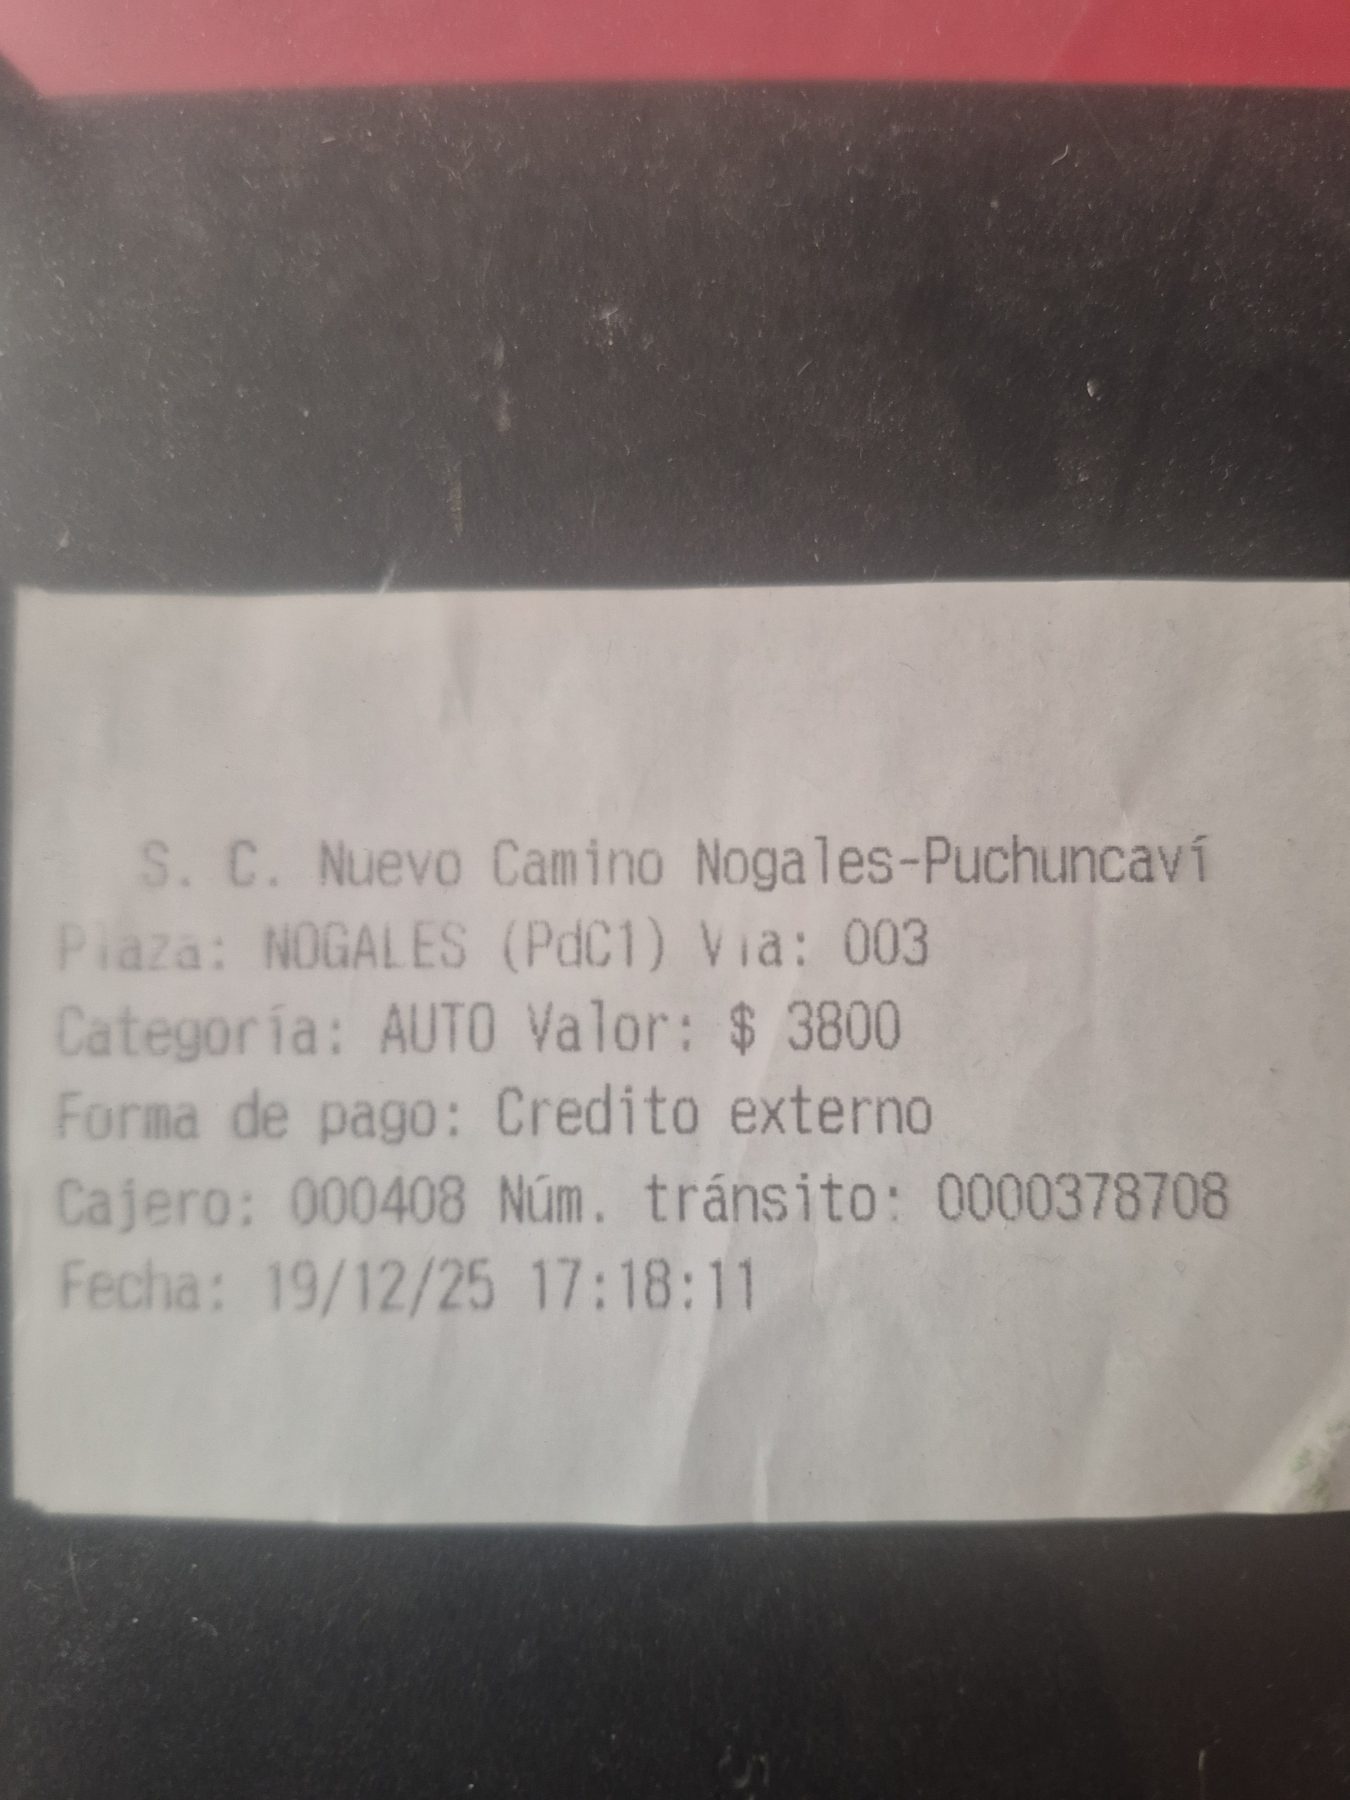 S. C. Nuevo Camino Nogales-Puchuncaví
Plaza: NOGALES (PdC1) Vía: 003
Categoría: AUTO Valor: $ 3800
Forma de pago: Credito externo
Cajero: 000408 Núm. tránsito: 0000378708
Fecha: 19/12/25 17:18:11